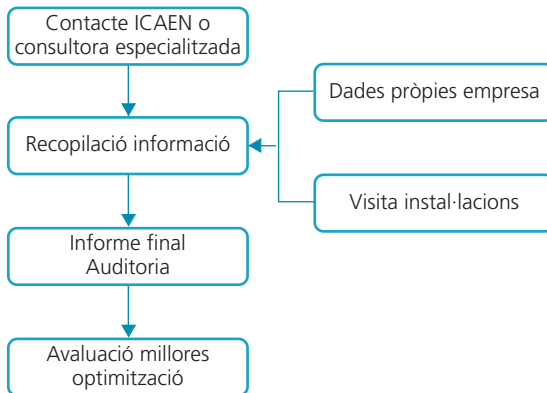 Contacte ICAEN o
consultora especialitzada
Dades pròpies empresa
Recopilació informació
Visita instal·lacions
Informe final
Auditoria
Avaluació millores
optimització